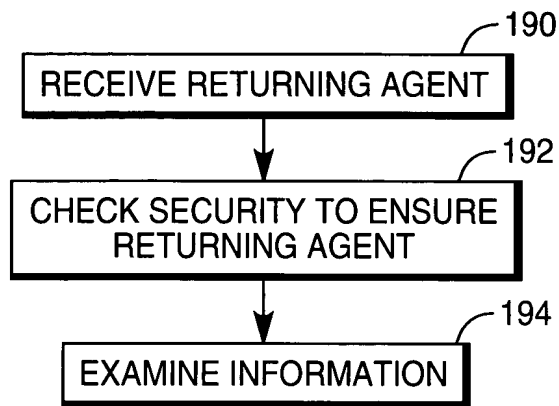 190
RECEIVE RETURNING AGENT
192
CHECK SECURITY TO ENSURE
RETURNING AGENT
194
EXAMINE INFORMATION